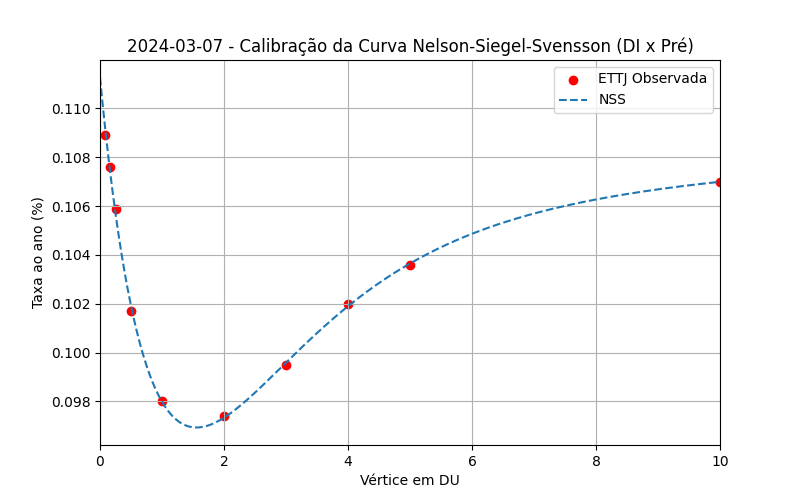 2024-03-07 - Calibração da Curva Nelson-Siegel-Svensson (DI x Pré)
ETTJ Observada
NSS
Taxa ao ano (%)
0.110
0.108
0.106
0.104
0.102
0.100
0.098
0 2 4 6 8 10
Vértice em DU